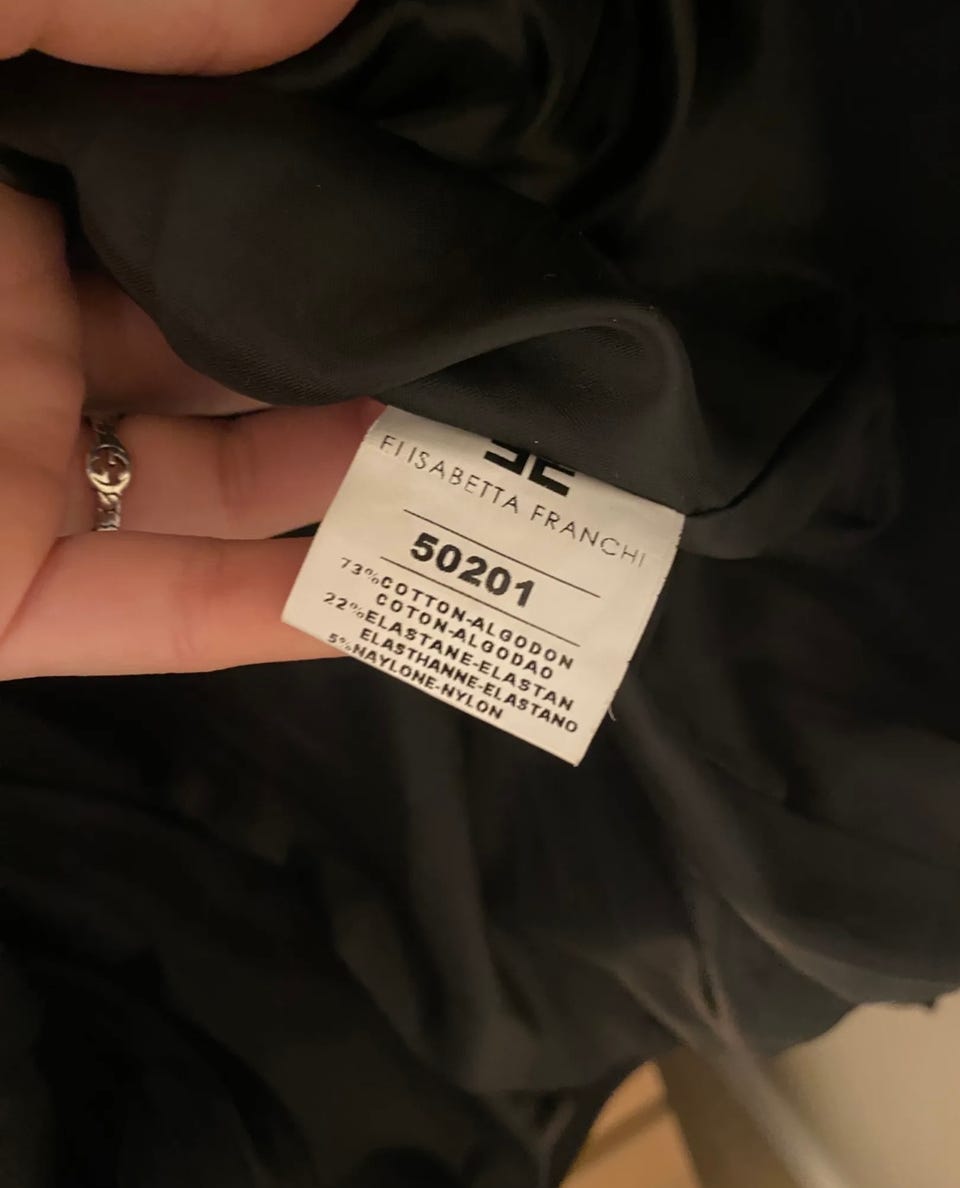 ELISABETTA FRANCHI
50201
73%COTTON-ALGODON
COTON-ALGODAO
22%ELASTANE-ELASTAN
ELASTHANNE-ELASTANO
5%NAYLONE-NYLON